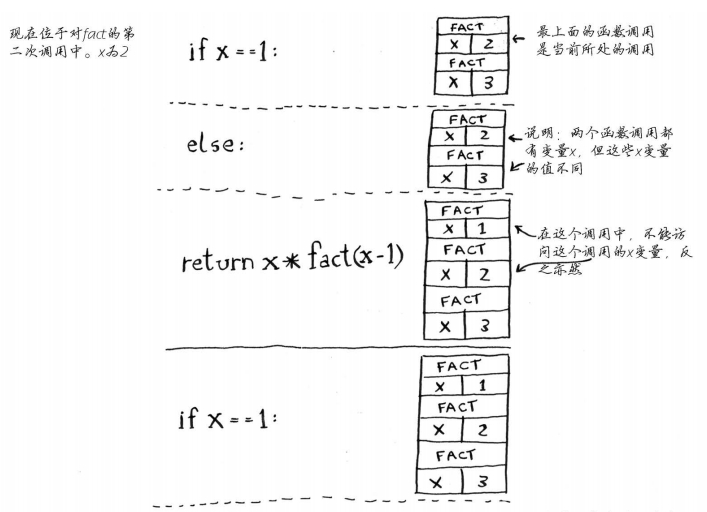 现在位于对fact的第
二次调用中。x为2
if x ==1:
FACT
X 2
FACT
X 3
最上面的函数调用
是当前所处的调用
else:
FACT
X 2
FACT
X 3
说明：两个函数调用都
有变量x，但这些x变量
的值不同
return x * fact(x-1)
FACT
X 1
FACT
X 2
FACT
X 3
在这个调用中，不能访
问这个调用的x变量，反
之亦然
if x ==1:
FACT
X 1
FACT
X 2
FACT
X 3